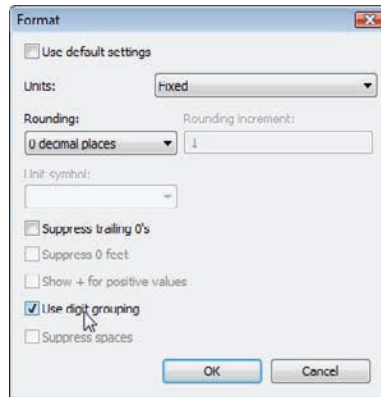 Format
Use default settings
Units: Fixed
Rounding: Rounding increment:
0 decimal places 1
Unit symbol:
Suppress trailing 0's
Suppress 0 feet
Show + for positive values
Use digit grouping
Suppress spaces
OK Cancel